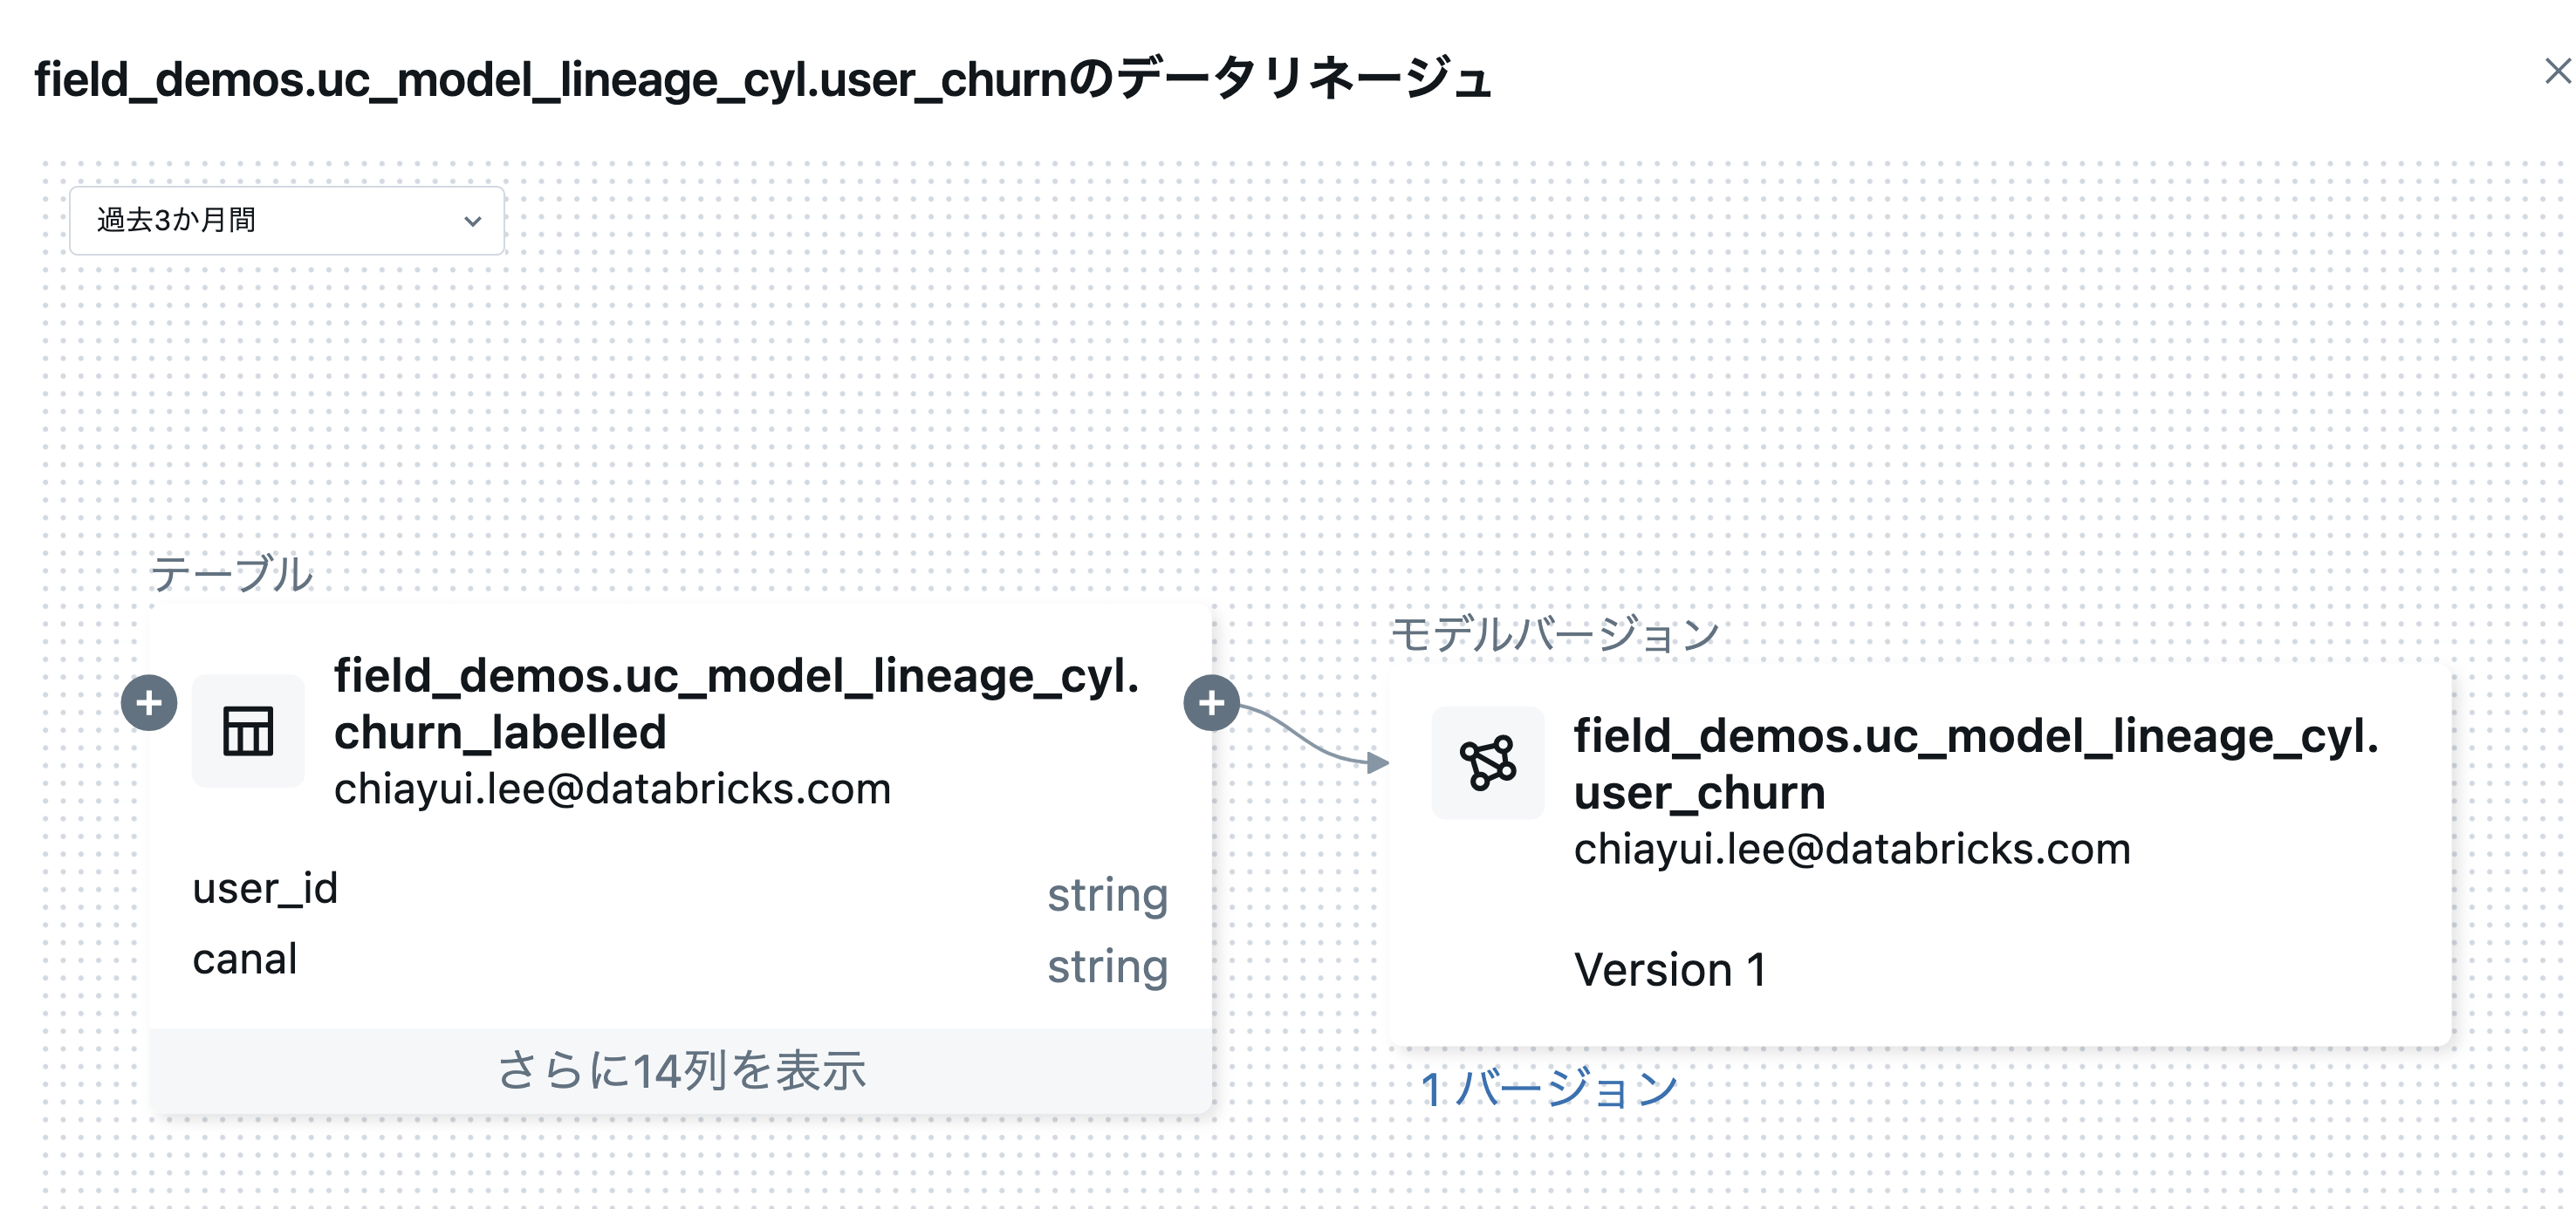 field_demos.uc_model_lineage_cyl.user_churnのデータリネージュ
過去3か月間
テーブル
field_demos.uc_model_lineage_cyl.
churn_labelled
chiayui.lee@databricks.com
user_id string
canal string
さらに14列を表示
モデルバージョン
field_demos.uc_model_lineage_cyl.
user_churn
chiayui.lee@databricks.com
Version 1
1 バージョン